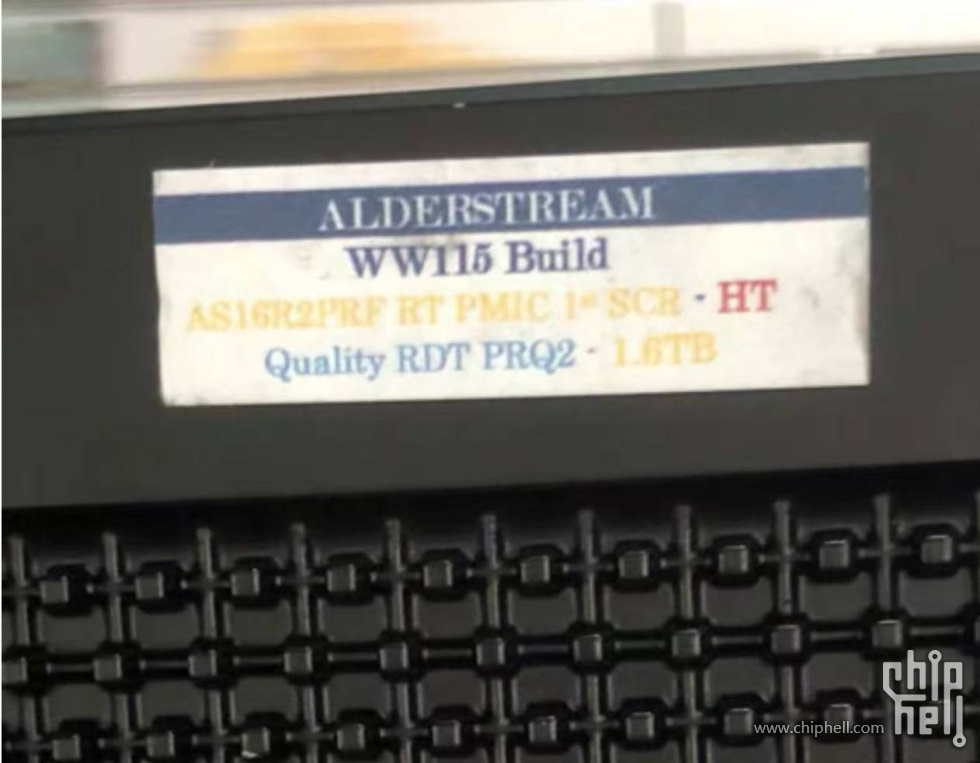 ALDERSTREAM
WW115 Build
AS16R2PRF RT PMIC 1st SCR - HT
Quality RDT PRQ2 - 1.6TB
chip
hell
www.chiphell.com